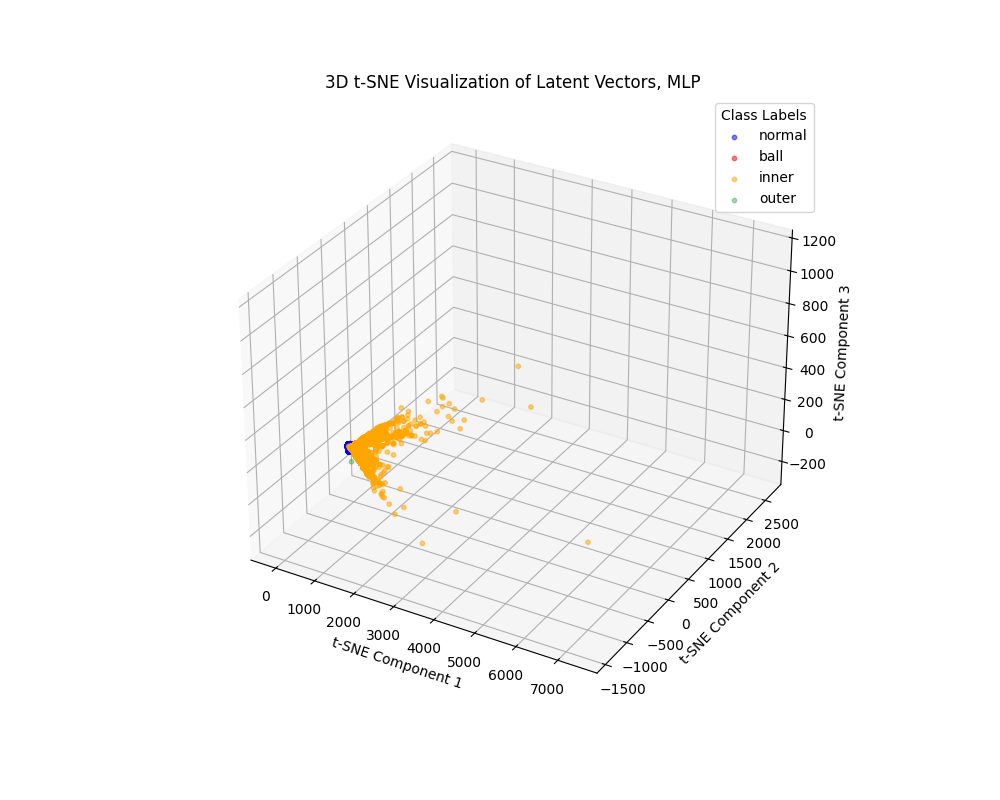 3D t-SNE Visualization of Latent Vectors, MLP
Class Labels
normal
ball
inner
outer
1200
1000
800
600
400
200
0
−200
t-SNE Component 3
2500
2000
1500
1000
500
0
−500
−1000
−1500
t-SNE Component 2
0
1000
2000
3000
4000
5000
6000
7000
t-SNE Component 1